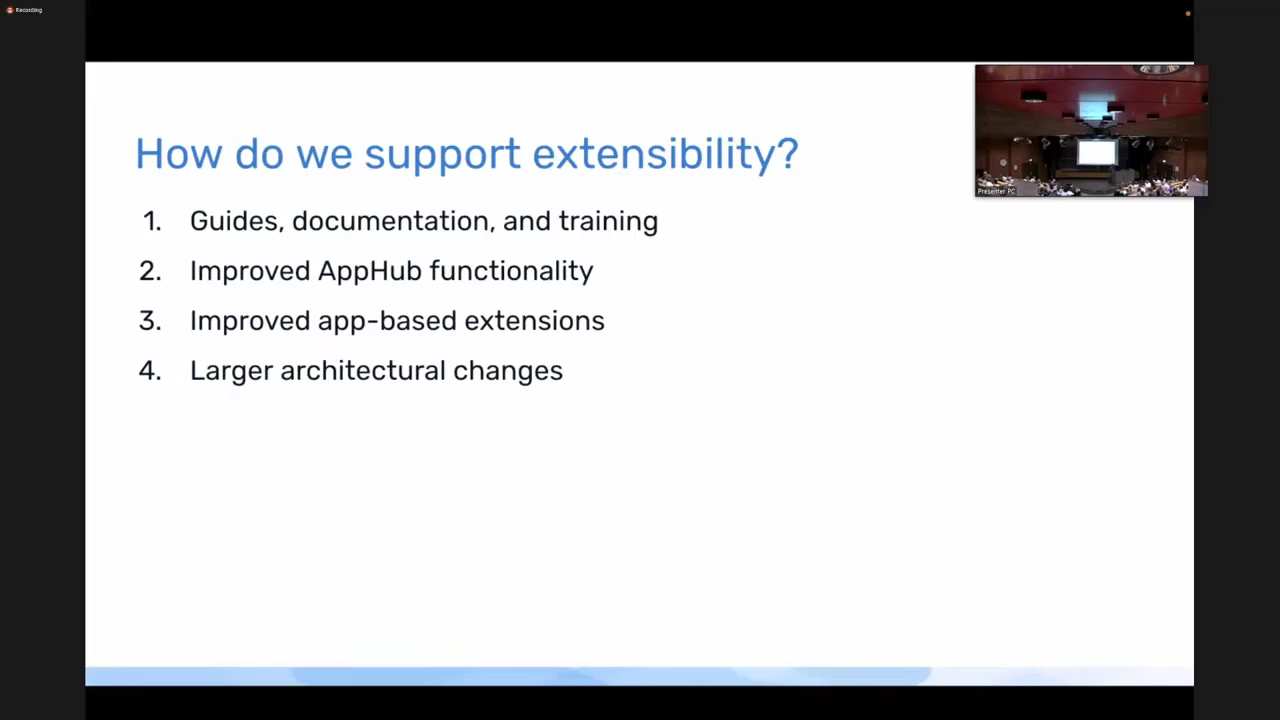 Recording
How do we support extensibility?
1. Guides, documentation, and training
2. Improved AppHub functionality
3. Improved app-based extensions
4. Larger architectural changes
Presenter PC